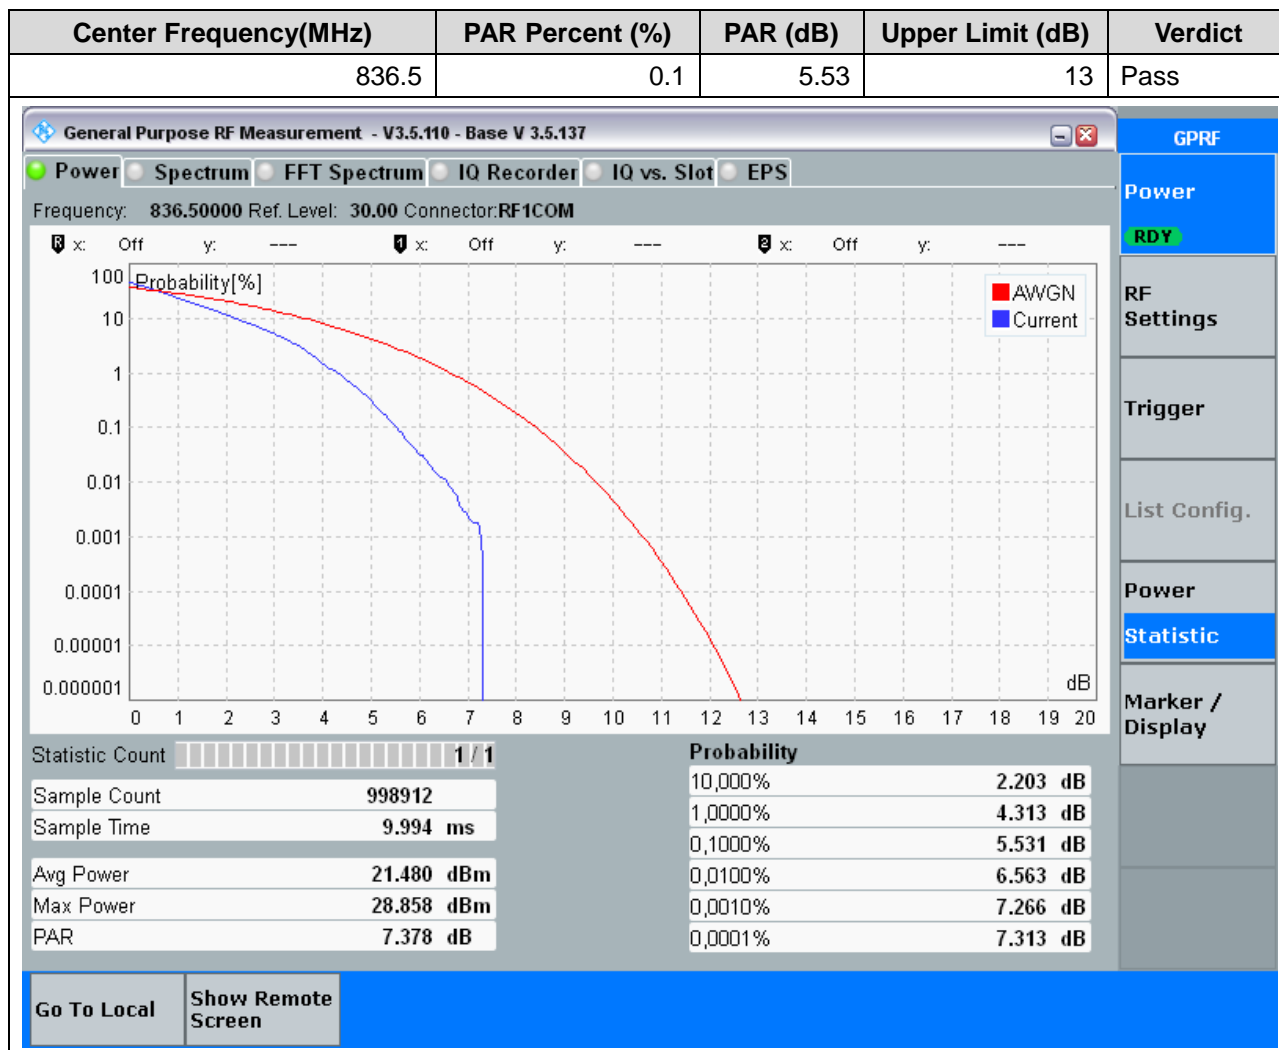 Center Frequency(MHz) PAR Percent (%) PAR (dB) Upper Limit (dB) Verdict
836.5 0.1 5.53 13 Pass
General Purpose RF Measurement - V3.5.110 - Base V 3.5.137
GPRF
Power Spectrum FFT Spectrum IQ Recorder IQ vs. Slot EPS
Frequency: 836.50000 Ref. Level: 30.00 Connector:RF1COM
R x: Off y: --- 1 x: Off y: --- 2 x: Off y: ---
Probability[%]
AWGN
Current
100
10
1
0.1
0.01
0.001
0.0001
0.00001
0.000001
dB
0 1 2 3 4 5 6 7 8 9 10 11 12 13 14 15 16 17 18 19 20
Statistic Count 1 / 1
Sample Count 998912
Sample Time 9.994 ms
Avg Power 21.480 dBm
Max Power 28.858 dBm
PAR 7.378 dB
Probability
10,000% 2.203 dB
1,0000% 4.313 dB
0,1000% 5.531 dB
0,0100% 6.563 dB
0,0010% 7.266 dB
0,0001% 7.313 dB
Power
RDY
RF
Settings
Trigger
List Config.
Power
Statistic
Marker /
Display
Go To Local
Show Remote
Screen